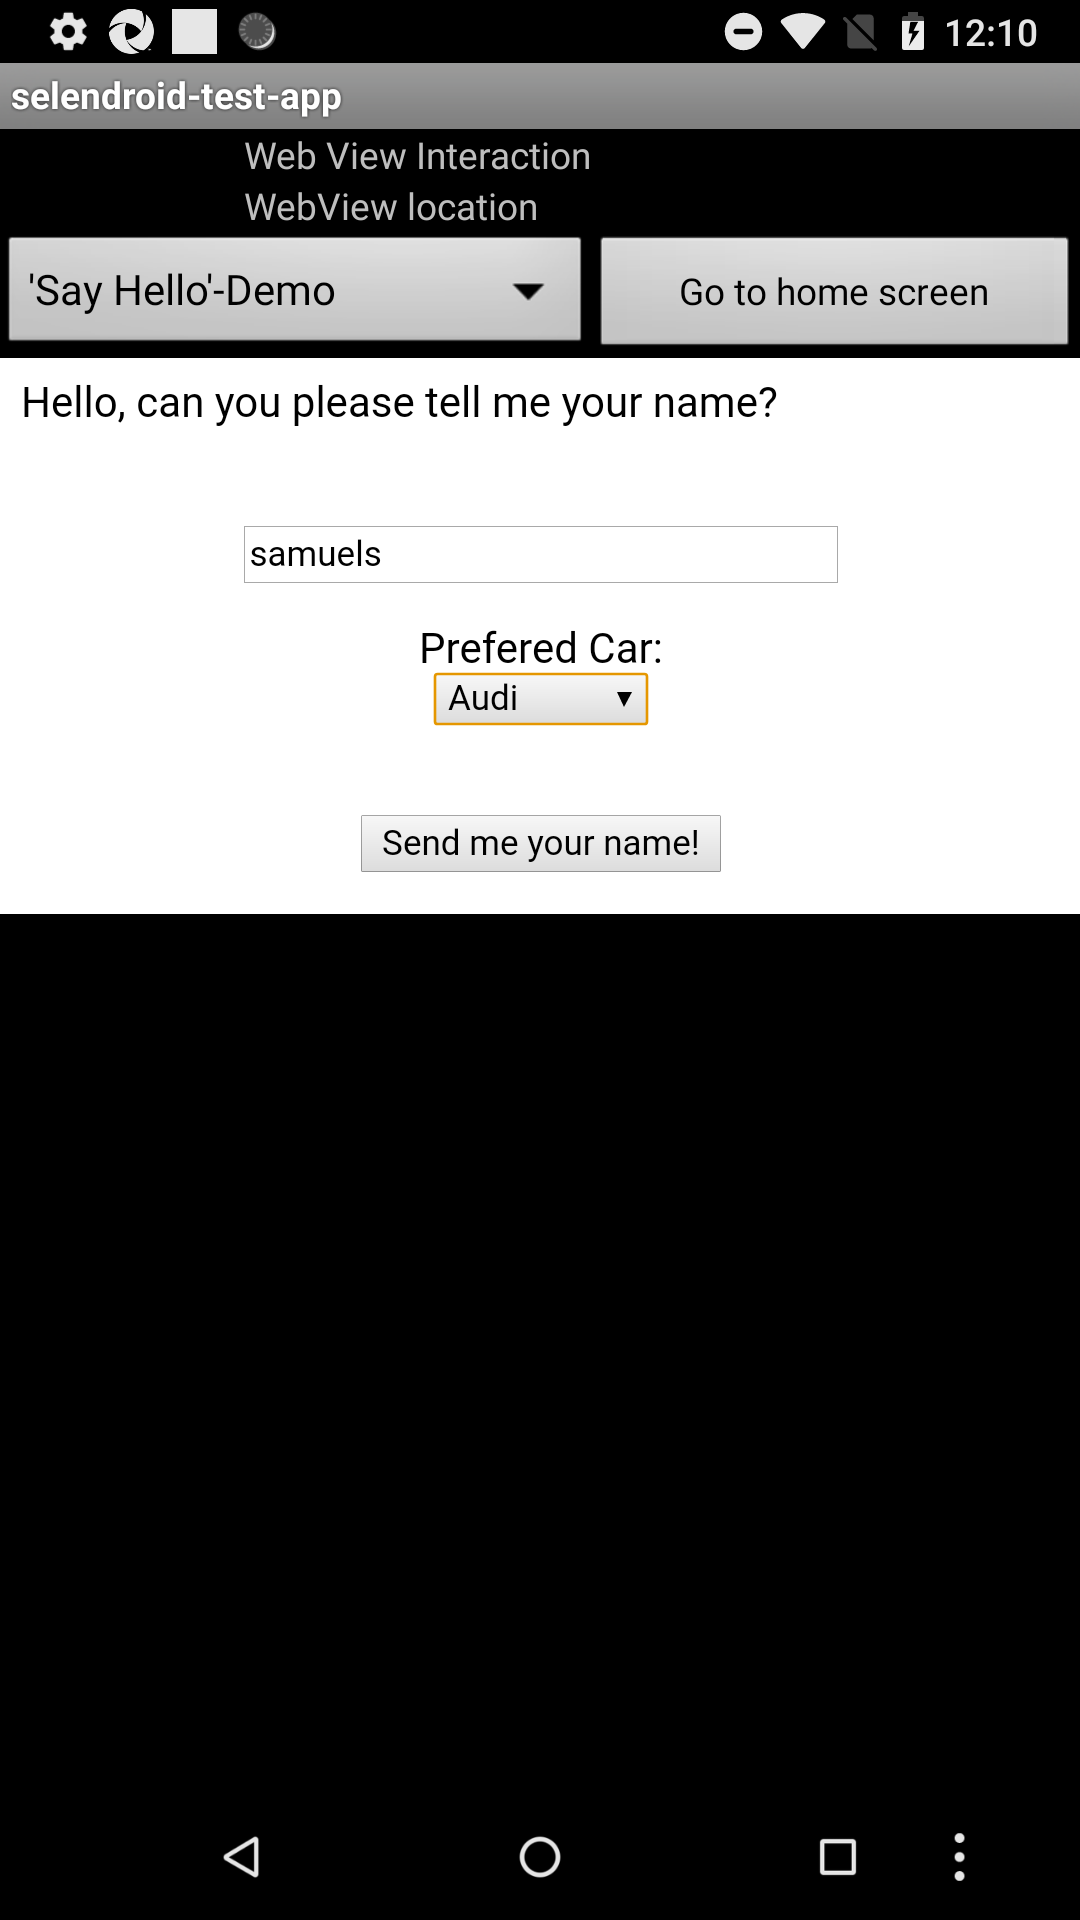 12:10
selendroid-test-app
Web View Interaction
WebView location
'Say Hello'-Demo
Go to home screen
Hello, can you please tell me your name?
samuels
Prefered Car:
Audi
Send me your name!